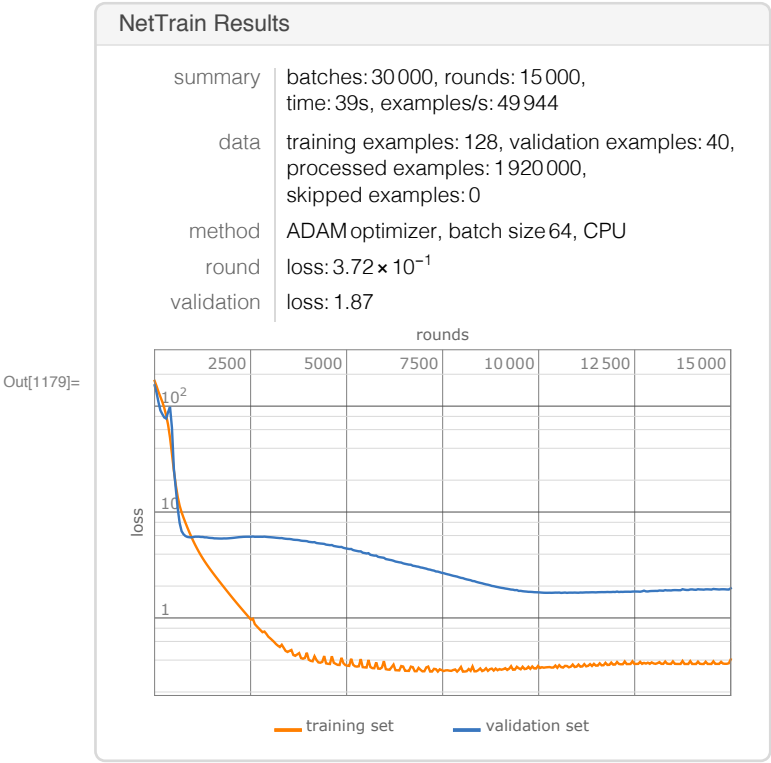 NetTrain Results
summary batches: 30 000, rounds: 15 000,
time: 39s, examples/s: 49 944
data training examples: 128, validation examples: 40,
processed examples: 1 920 000,
skipped examples: 0
method ADAM optimizer, batch size 64, CPU
round loss: 3.72 × 10⁻¹
validation loss: 1.87
rounds
2500 5000 7500 10 000 12 500 15 000
Out[1179]=
10²
10
loss
1
training set validation set